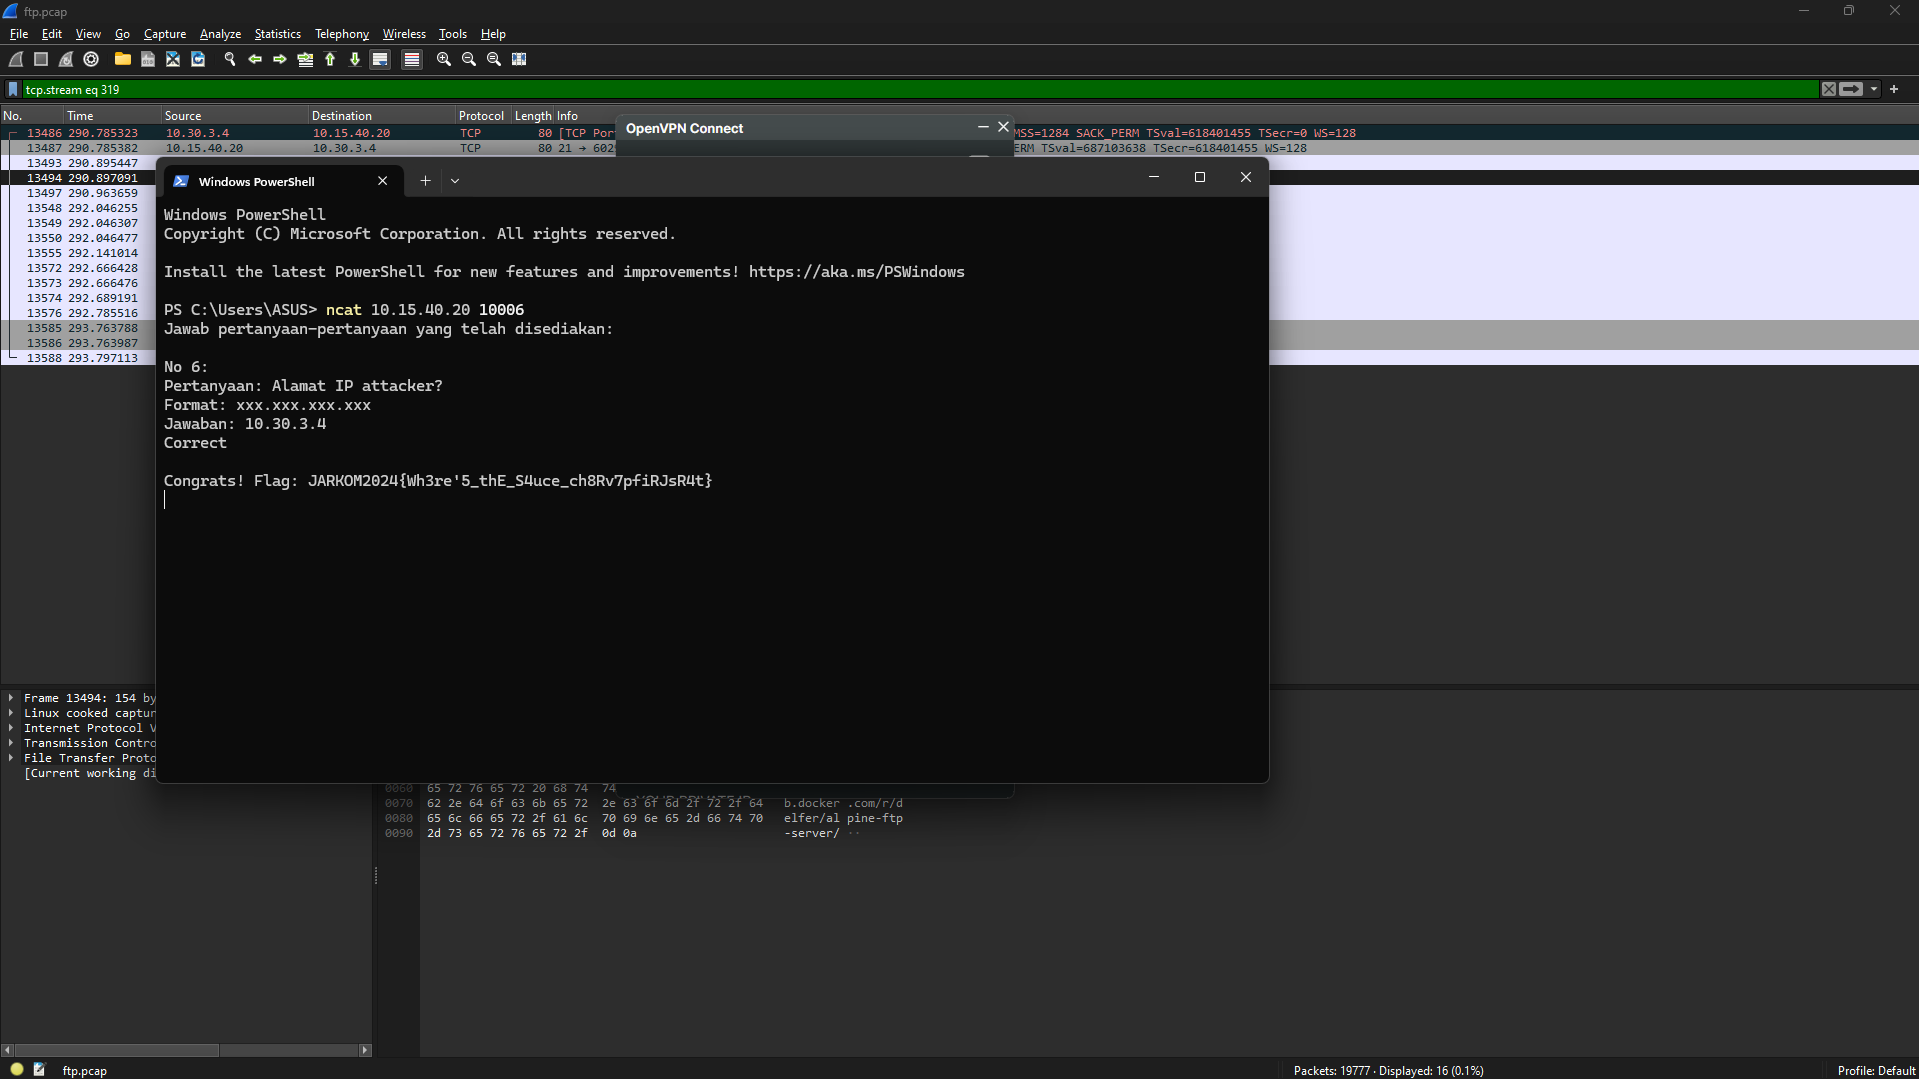 ftp.pcap
File Edit View Go Capture Analyze Statistics Telephony Wireless Tools Help
tcp.stream eq 319
No. Time Source Destination Protocol Length Info
13486 290.785323 10.30.3.4 10.15.40.20 TCP 80 [TCP Por MSS=1284 SACK_PERM TSval=618401455 TSecr=0 WS=128
13487 290.785382 10.15.40.20 10.30.3.4 TCP 80 21 → 602 ERM TSval=687103638 TSecr=618401455 WS=128
13493 290.895447
13494 290.897091
13497 290.963659
13548 292.046255
13549 292.046307
13550 292.046477
13555 292.141014
13572 292.666428
13573 292.666476
13574 292.689191
13576 292.785516
13585 293.763788
13586 293.763987
13588 293.797113
OpenVPN Connect
Windows PowerShell
Windows PowerShell
Copyright (C) Microsoft Corporation. All rights reserved.
Install the latest PowerShell for new features and improvements! https://aka.ms/PSWindows
PS C:\Users\ASUS> ncat 10.15.40.20 10006
Jawab pertanyaan-pertanyaan yang telah disediakan:
No 6:
Pertanyaan: Alamat IP attacker?
Format: xxx.xxx.xxx.xxx
Jawaban: 10.30.3.4
Correct
Congrats! Flag: JARKOM2024{Wh3re'5_thE_S4uce_ch8Rv7pfiRJsR4t}
Frame 13494: 154 by
Linux cooked captur
Internet Protocol V
Transmission Contro
File Transfer Proto
[Current working di
0060 65 72 76 65 72 20 68 74 74
0070 62 2e 64 6f 63 6b 65 72 2e 63 6f 6d 2f 72 2f 64 b.docker .com/r/d
0080 65 6c 66 65 72 2f 61 6c 70 69 6e 65 2d 66 74 70 elfer/al pine-ftp
0090 2d 73 65 72 76 65 72 2f 0d 0a -server/ ··
ftp.pcap
Packets: 19777 · Displayed: 16 (0.1%)
Profile: Default